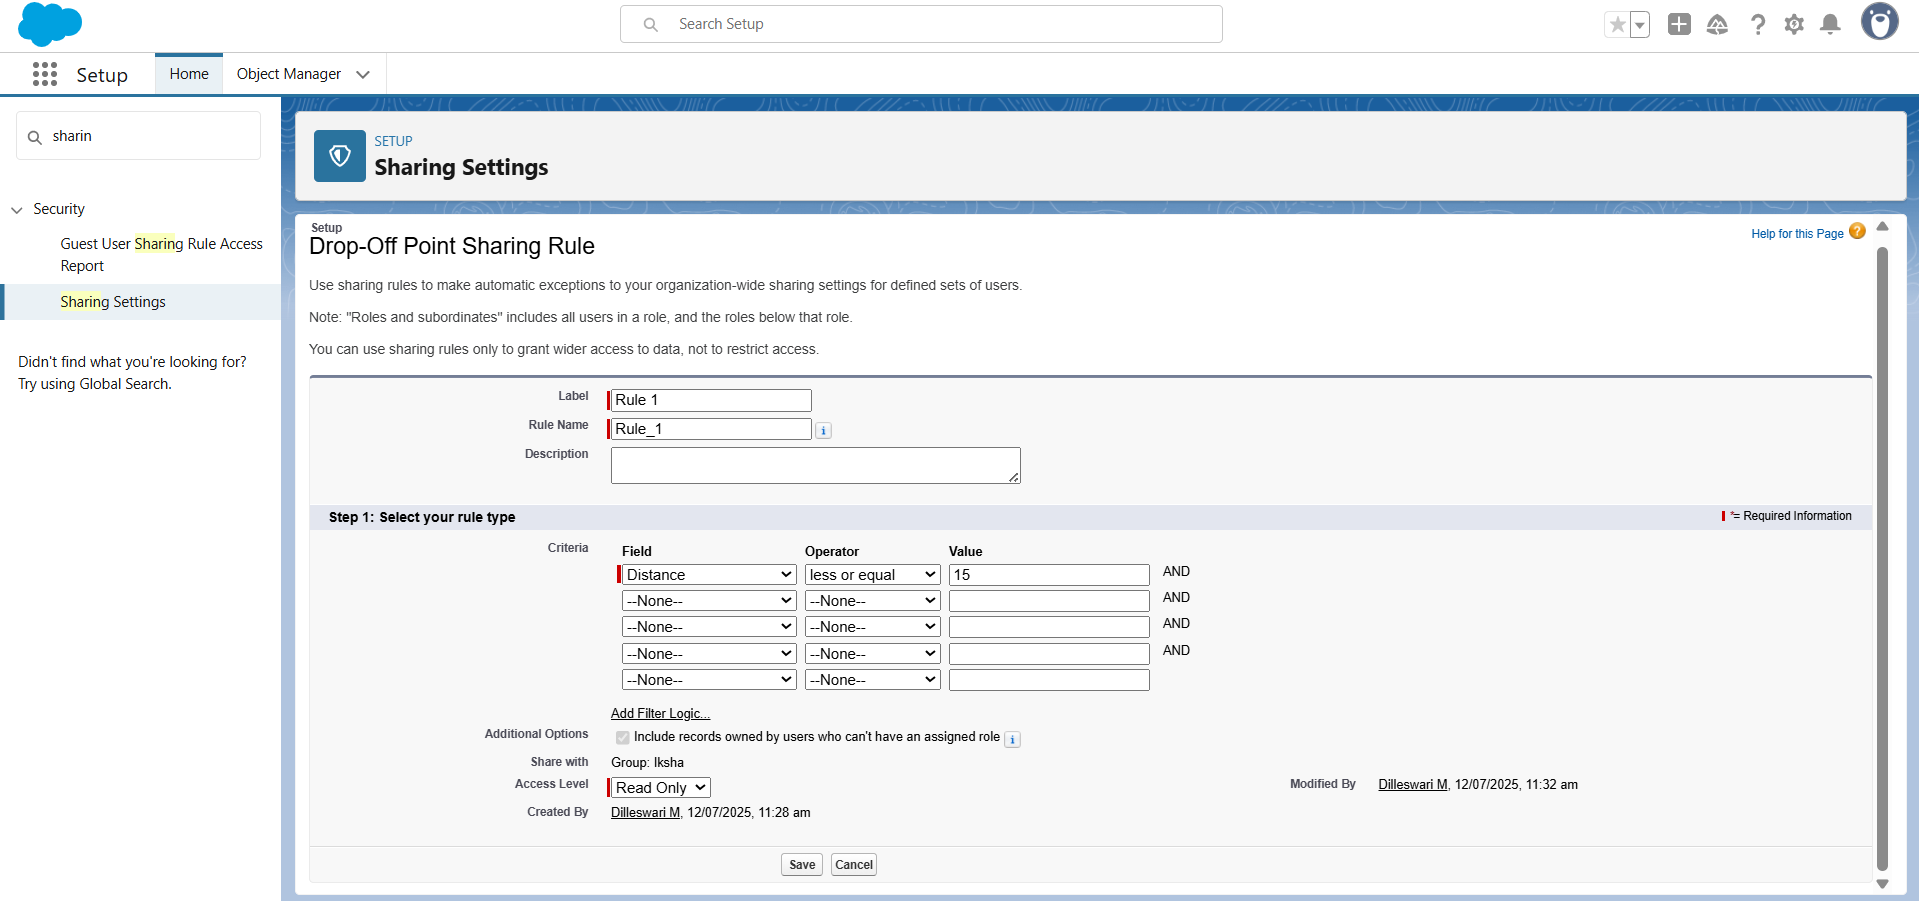 Search Setup
Setup
Home
Object Manager
sharin
Security
Guest User Sharing Rule Access
Report
Sharing Settings
Didn't find what you're looking for?
Try using Global Search.
SETUP
Sharing Settings
Setup
Drop-Off Point Sharing Rule
Help for this Page
Use sharing rules to make automatic exceptions to your organization-wide sharing settings for defined sets of users.
Note: "Roles and subordinates" includes all users in a role, and the roles below that role.
You can use sharing rules only to grant wider access to data, not to restrict access.
Label Rule 1
Rule Name Rule_1
Description
Step 1: Select your rule type
*= Required Information
Criteria
Field Operator Value
Distance less or equal 15 AND
--None-- --None-- AND
--None-- --None-- AND
--None-- --None-- AND
--None-- --None--
Add Filter Logic...
Additional Options Include records owned by users who can't have an assigned role
Share with Group: Iksha
Access Level Read Only
Modified By Dilleswari M, 12/07/2025, 11:32 am
Created By Dilleswari M, 12/07/2025, 11:28 am
Save Cancel